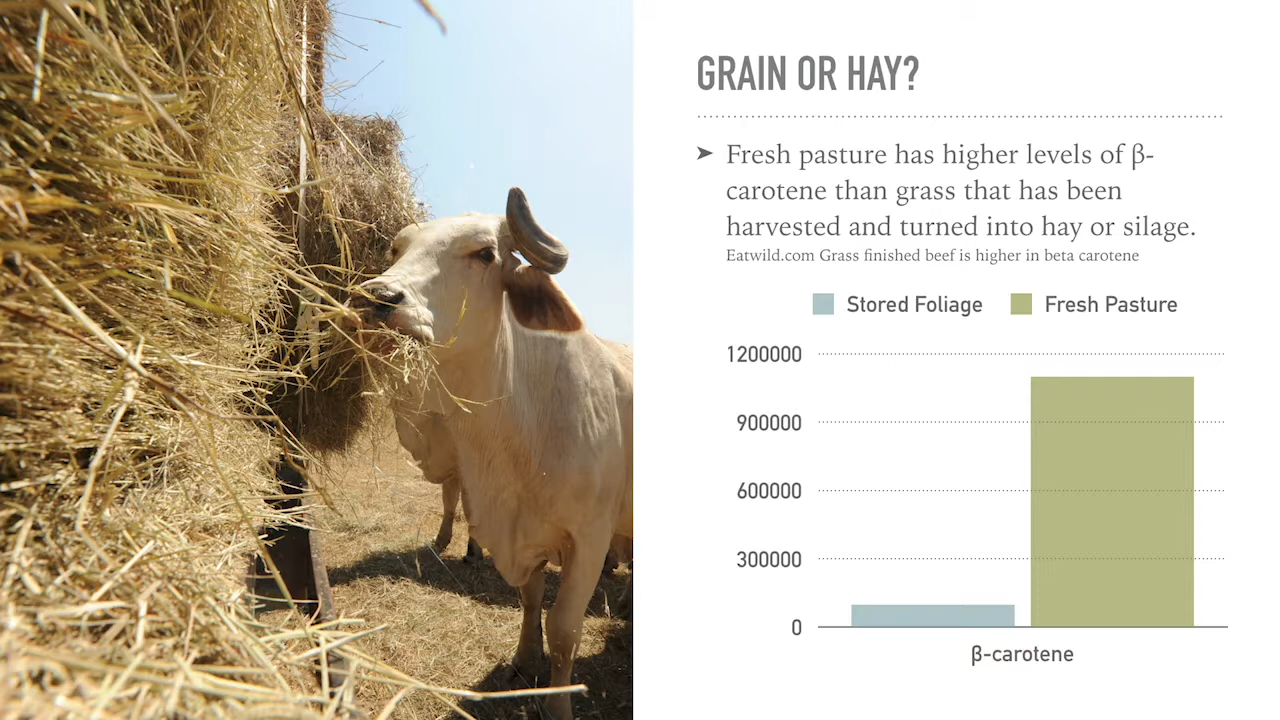 GRAIN OR HAY?
➤ Fresh pasture has higher levels of β-
carotene than grass that has been
harvested and turned into hay or silage.
Eatwild.com Grass finished beef is higher in beta carotene
Stored Foliage Fresh Pasture
1200000
900000
600000
300000
0
β-carotene